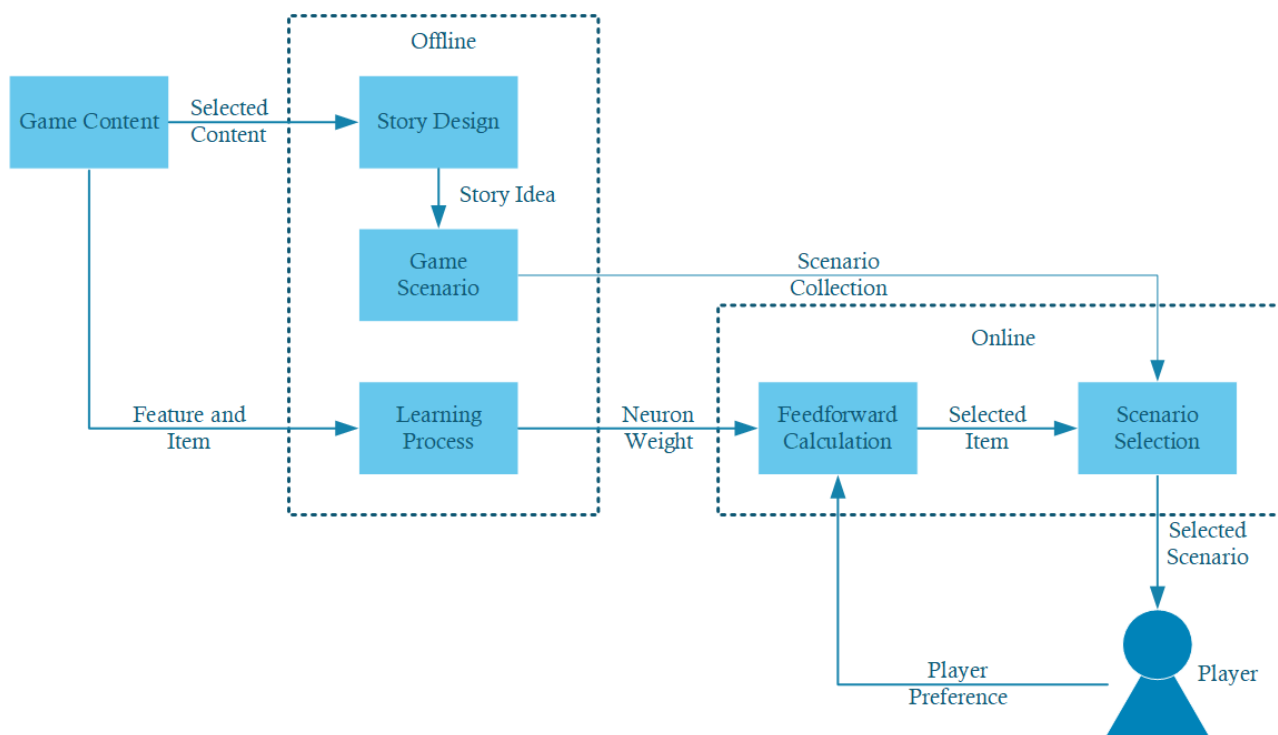 Offline
Game Content
Selected
Content
Story Design
Story Idea
Game
Scenario
Scenario
Collection
Online
Feature and
Item
Learning
Process
Neuron
Weight
Feedforward
Calculation
Selected
Item
Scenario
Selection
Selected
Scenario
Player
Preference
Player